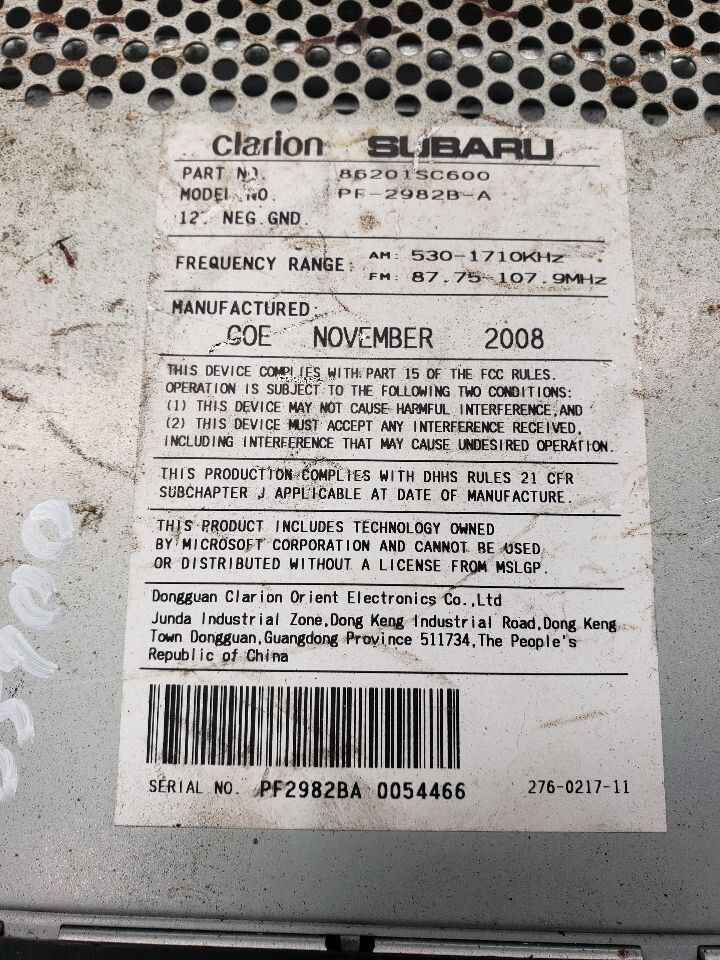 clarion SUBARU
PART NO. 86201SC600
MODEL NO. PF-2982B-A
12V NEG.GND.
FREQUENCY RANGE: AM: 530-1710KHz
FM: 87.75-107.9MHz
MANUFACTURED
COE NOVEMBER 2008
THIS DEVICE COMPLIES WITH PART 15 OF THE FCC RULES.
OPERATION IS SUBJECT TO THE FOLLOWING TWO CONDITIONS:
(1) THIS DEVICE MAY NOT CAUSE HARMFUL INTERFERENCE,AND
(2) THIS DEVICE MUST ACCEPT ANY INTERFERENCE RECEIVED,
INCLUDING INTERFERENCE THAT MAY CAUSE UNDESIRED OPERATION.
THIS PRODUCTION COMPLIES WITH DHHS RULES 21 CFR
SUBCHAPTER J APPLICABLE AT DATE OF MANUFACTURE.
THIS PRODUCT INCLUDES TECHNOLOGY OWNED
BY MICROSOFT CORPORATION AND CANNOT BE USED
OR DISTRIBUTED WITHOUT A LICENSE FROM MSLGP.
Dongguan Clarion Orient Electronics Co.,Ltd
Junda Industrial Zone,Dong Keng Industrial Road,Dong Keng
Town Dongguan,Guangdong Province 511734,The People's
Republic of China
SERIAL NO. PF2982BA 0054466 276-0217-11